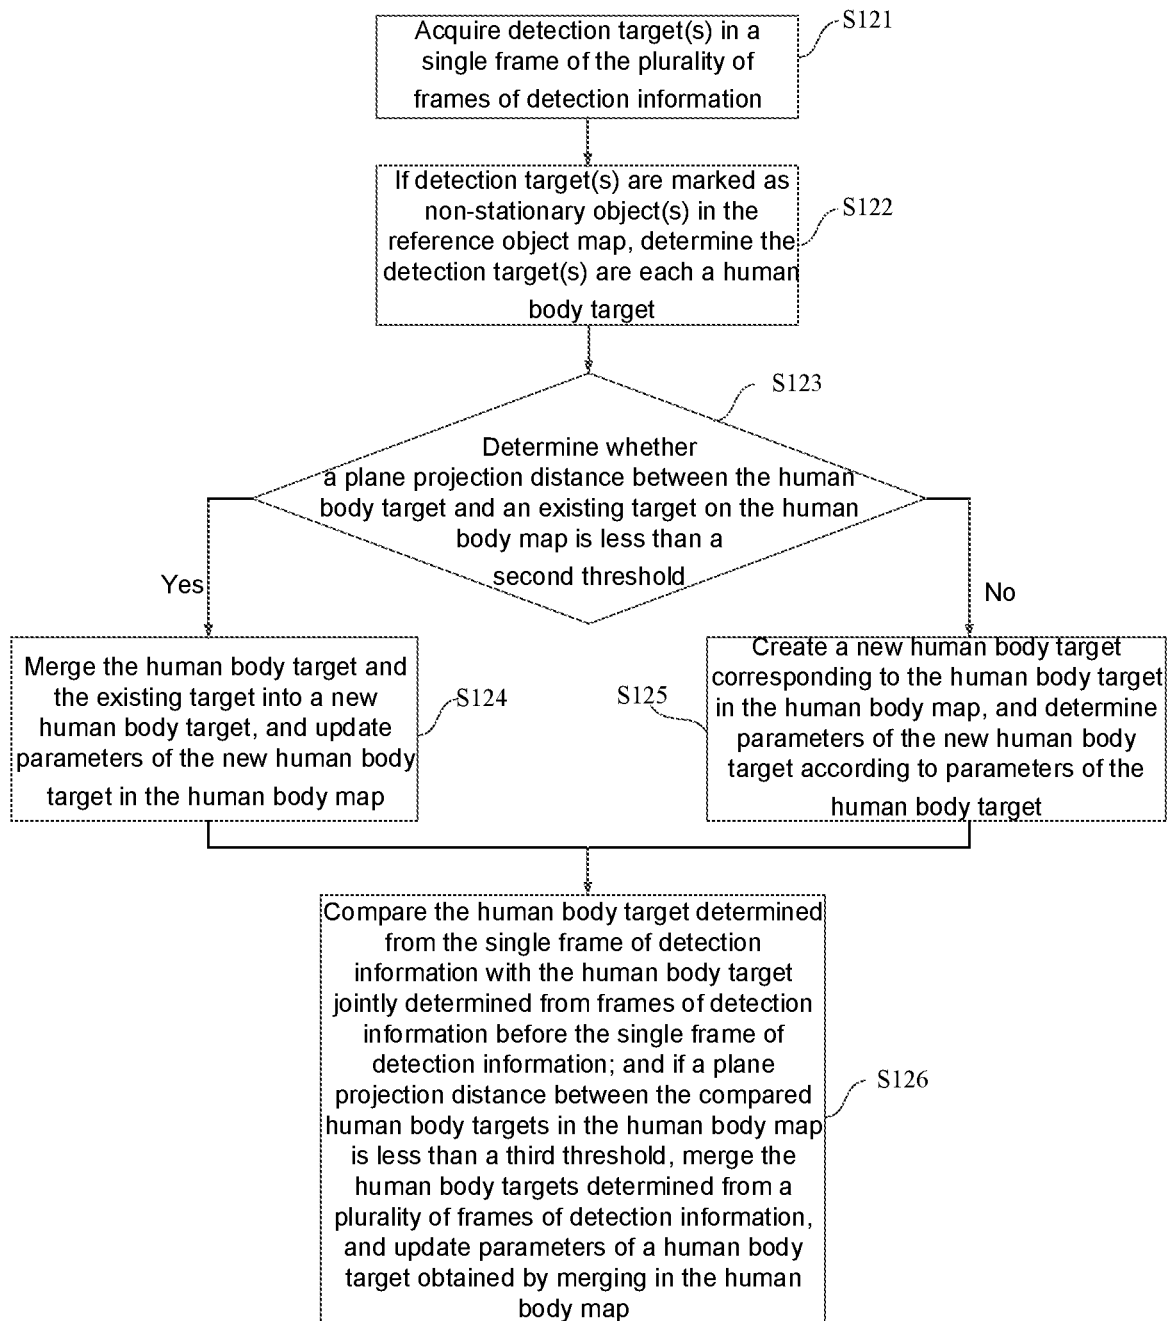 Acquire detection target(s) in a
single frame of the plurality of
frames of detection information
S121
If detection target(s) are marked as
non-stationary object(s) in the
reference object map, determine the
detection target(s) are each a human
body target
S122
S123
Determine whether
a plane projection distance between the human
body target and an existing target on the human
body map is less than a
second threshold
Yes
No
Merge the human body target and
the existing target into a new
human body target, and update
parameters of the new human body
target in the human body map
S124
S125
Create a new human body target
corresponding to the human body target
in the human body map, and determine
parameters of the new human body
target according to parameters of the
human body target
Compare the human body target determined
from the single frame of detection
information with the human body target
jointly determined from frames of detection
information before the single frame of
detection information; and if a plane
projection distance between the compared
human body targets in the human body map
is less than a third threshold, merge the
human body targets determined from a
plurality of frames of detection information,
and update parameters of a human body
target obtained by merging in the human
body map
S126